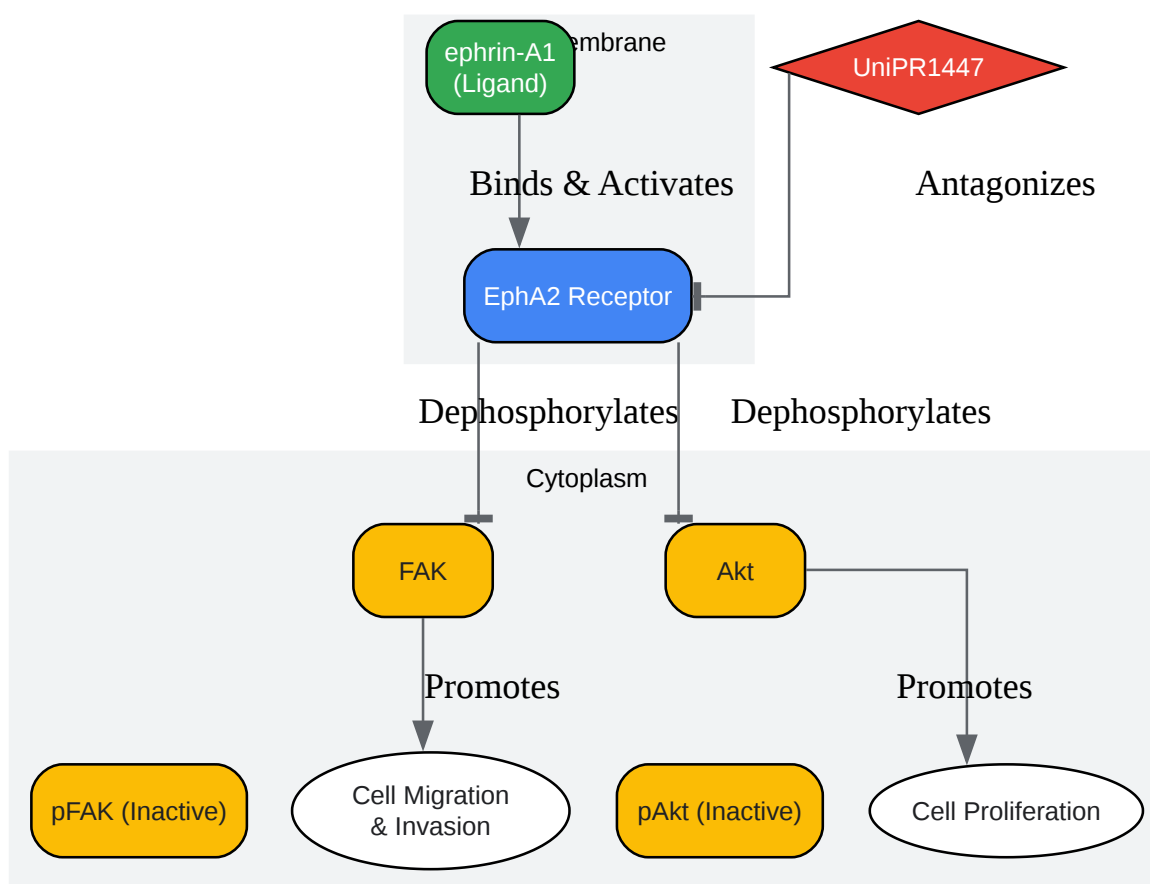 ephrin-A1
(Ligand)
embrane
UniPR1447
Binds & Activates
Antagonizes
EphA2 Receptor
Dephosphorylates
Dephosphorylates
Cytoplasm
FAK
Akt
Promotes
Promotes
pFAK (Inactive)
Cell Migration
& Invasion
pAkt (Inactive)
Cell Proliferation